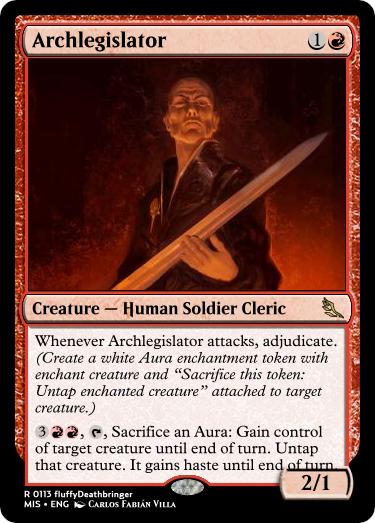 Archlegislator 1
Creature — Human Soldier Cleric
Whenever Archlegislator attacks, adjudicate.
(Create a white Aura enchantment token with
enchant creature and “Sacrifice this token:
Untap enchanted creature” attached to target
creature.)
3, , Sacrifice an Aura: Gain control
of target creature until end of turn. Untap
that creature. It gains haste until end of turn.
2/1
R 0113 fluffyDeathbringer
MIS • ENG Carlos Fabián Villa